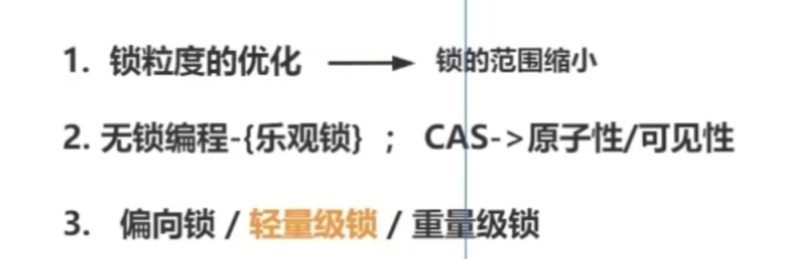 1. 锁粒度的优化 ⟶ 锁的范围缩小
2. 无锁编程-{乐观锁} ； CAS->原子性/可见性
3. 偏向锁 / 轻量级锁 / 重量级锁